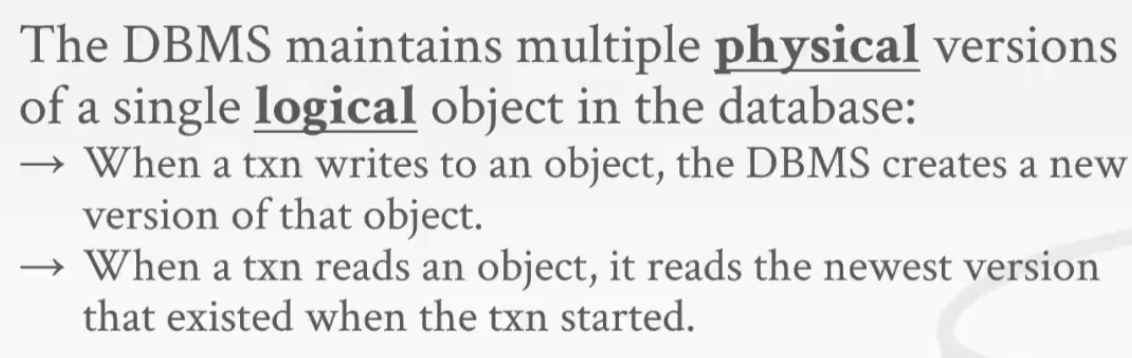 The DBMS maintains multiple physical versions
of a single logical object in the database:
→ When a txn writes to an object, the DBMS creates a new
version of that object.
→ When a txn reads an object, it reads the newest version
that existed when the txn started.